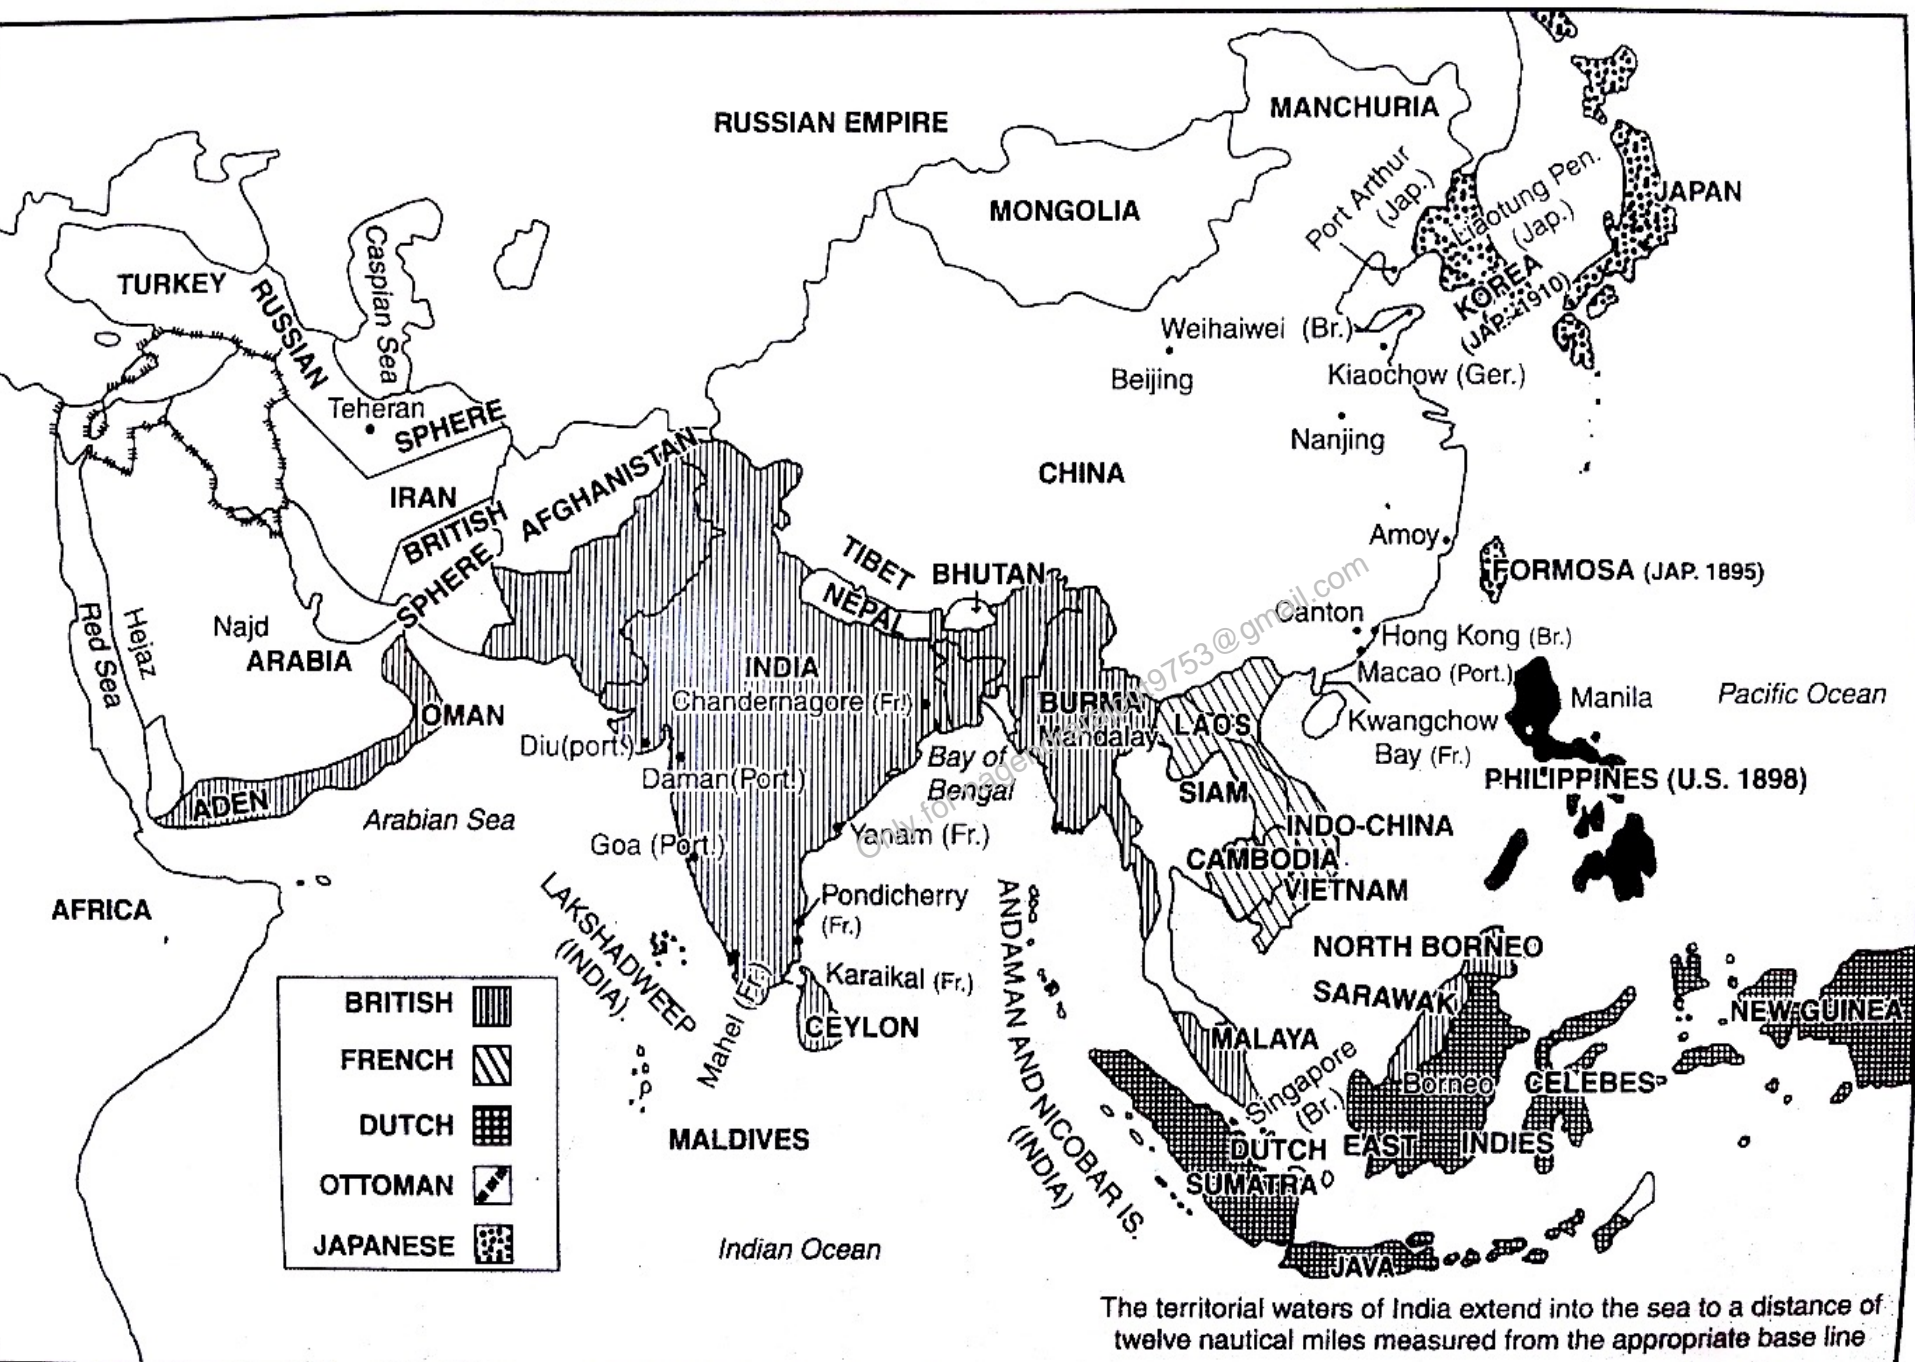 RUSSIAN EMPIRE
MANCHURIA
MONGOLIA
Port Arthur
(Jap.)
Liaotung Pen.
(Jap.)
JAPAN
KOREA
(JAP. 1910)
TURKEY
RUSSIAN
SPHERE
Caspian Sea
Teheran
Weihaiwei (Br.)
Beijing
Kiaochow (Ger.)
Nanjing
IRAN
BRITISH
SPHERE
AFGHANISTAN
CHINA
Amoy
TIBET
NEPAL
BHUTAN
FORMOSA (JAP. 1895)
Canton
Hong Kong (Br.)
Macao (Port.)
Red Sea
Hejaz
Najd
ARABIA
OMAN
ADEN
INDIA
Chandernagore (Fr.)
BURMA
Mandalay
LAOS
Kwangchow
Bay (Fr.)
Manila
Pacific Ocean
Diu(port.)
Daman(Port.)
Bay of
Bengal
SIAM
PHILIPPINES (U.S. 1898)
Arabian Sea
Goa (Port.)
Yanam (Fr.)
INDO-CHINA
CAMBODIA
VIETNAM
AFRICA
LAKSHADWEEP
(INDIA).
Pondicherry
(Fr.)
Karaikal (Fr.)
Mahel (Fr.)
CEYLON
ANDAMAN AND NICOBAR IS.
(INDIA)
NORTH BORNEO
SARAWAK
MALAYA
Singapore
(Br.)
Borneo
CELEBES
NEW GUINEA
MALDIVES
DUTCH EAST INDIES
SUMATRA
JAVA
Indian Ocean
BRITISH
FRENCH
DUTCH
OTTOMAN
JAPANESE
The territorial waters of India extend into the sea to a distance of
twelve nautical miles measured from the appropriate base line